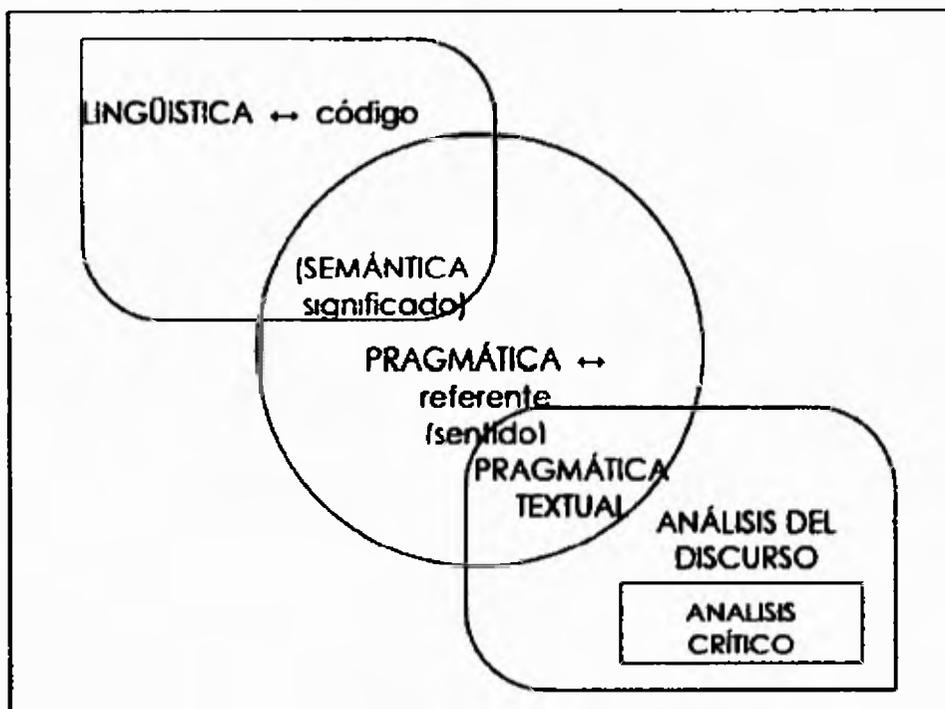 LINGÜISTICA ↔ código
(SEMÁNTICA
significado)
PRAGMÁTICA ↔
referente
(sentido)
PRAGMÁTICA
TEXTUAL
ANÁLISIS DEL
DISCURSO
ANALISIS
CRÍTICO